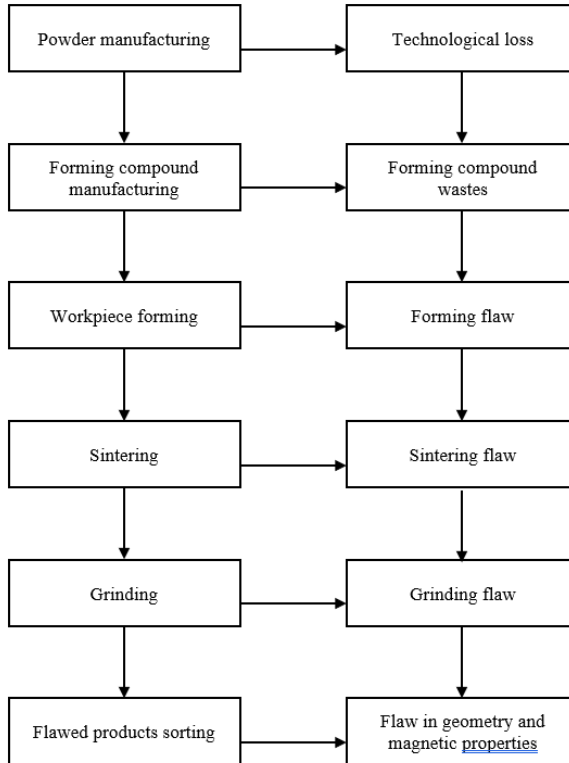 Powder manufacturing
Technological loss
Forming compound
manufacturing
Forming compound
wastes
Workpiece forming
Forming flaw
Sintering
Sintering flaw
Grinding
Grinding flaw
Flawed products sorting
Flaw in geometry and
magnetic properties